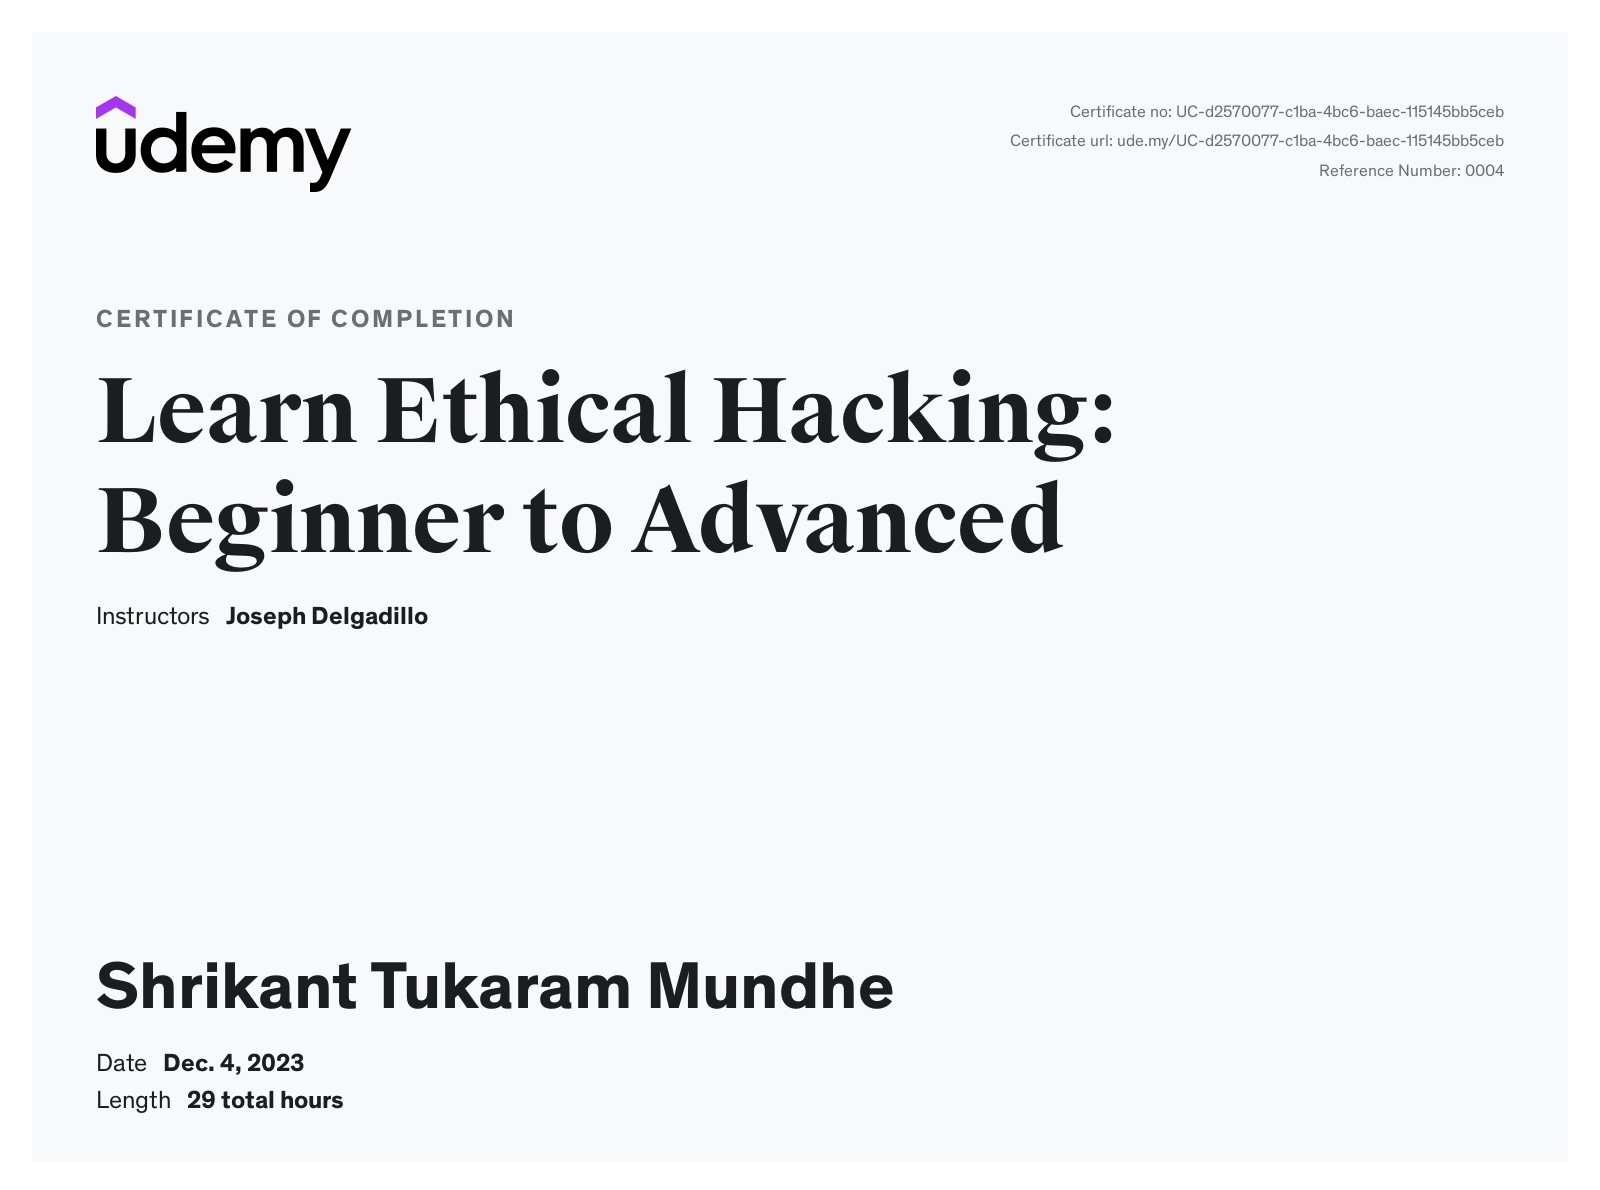 udemy
Certificate no: UC-d2570077-c1ba-4bc6-baec-115145bb5ceb
Certificate url: ude.my/UC-d2570077-c1ba-4bc6-baec-115145bb5ceb
Reference Number: 0004
CERTIFICATE OF COMPLETION
Learn Ethical Hacking:
Beginner to Advanced
Instructors Joseph Delgadillo
Shrikant Tukaram Mundhe
Date Dec. 4, 2023
Length 29 total hours